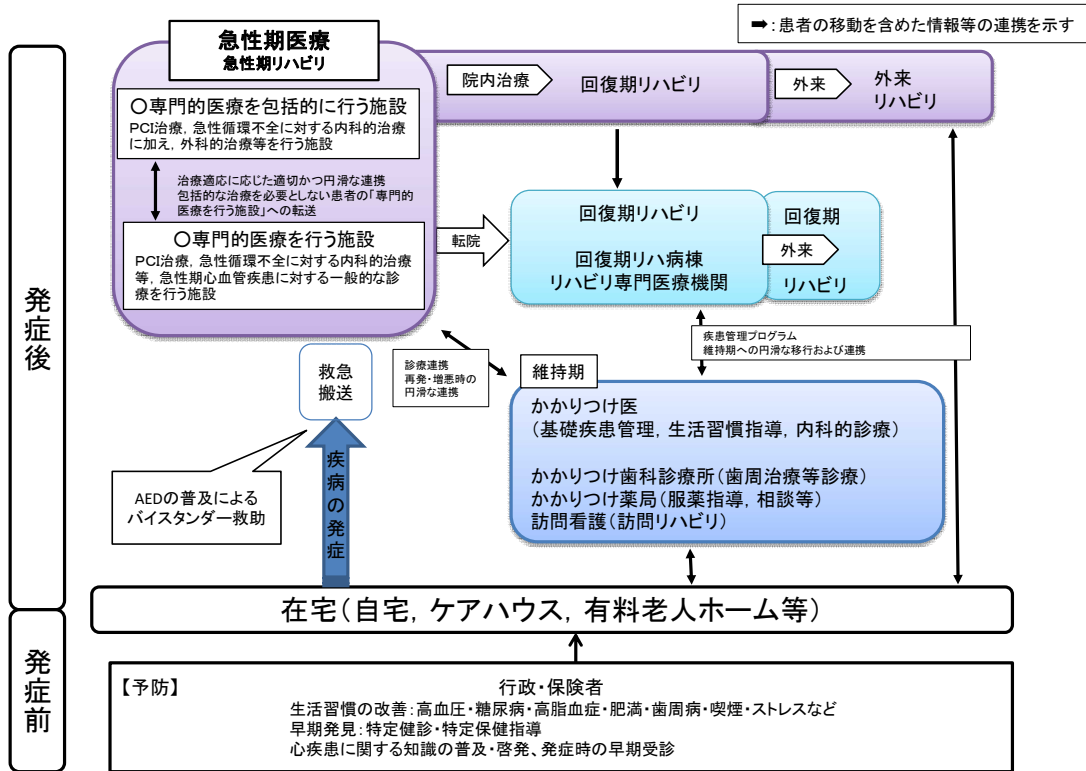 ➡:患者の移動を含めた情報等の連携を示す
発症後
急性期医療
急性期リハビリ
〇専門的医療を包括的に行う施設
PCI治療，急性循環不全に対する内科的治療
に加え，外科的治療等を行う施設
治療適応に応じた適切かつ円滑な連携
包括的な治療を必要としない患者の「専門的
医療を行う施設」への転送
〇専門的医療を行う施設
PCI治療，急性循環不全に対する内科的治療
等，急性期心血管疾患に対する一般的な診
療を行う施設
院内治療
回復期リハビリ
外来
外来
リハビリ
転院
回復期リハビリ
回復期リハ病棟
リハビリ専門医療機関
回復期
外来
リハビリ
疾患管理プログラム
維持期への円滑な移行および連携
診療連携
再発・増悪時の
円滑な連携
維持期
かかりつけ医
（基礎疾患管理，生活習慣指導，内科的診療）
かかりつけ歯科診療所（歯周治療等診療）
かかりつけ薬局（服薬指導，相談等）
訪問看護（訪問リハビリ）
救急
搬送
疾病の発症
AEDの普及による
バイスタンダー救助
在宅（自宅，ケアハウス，有料老人ホーム等）
発症前
【予防】
行政・保険者
生活習慣の改善：高血圧・糖尿病・高脂血症・肥満・歯周病・喫煙・ストレスなど
早期発見：特定健診・特定保健指導
心疾患に関する知識の普及・啓発、発症時の早期受診